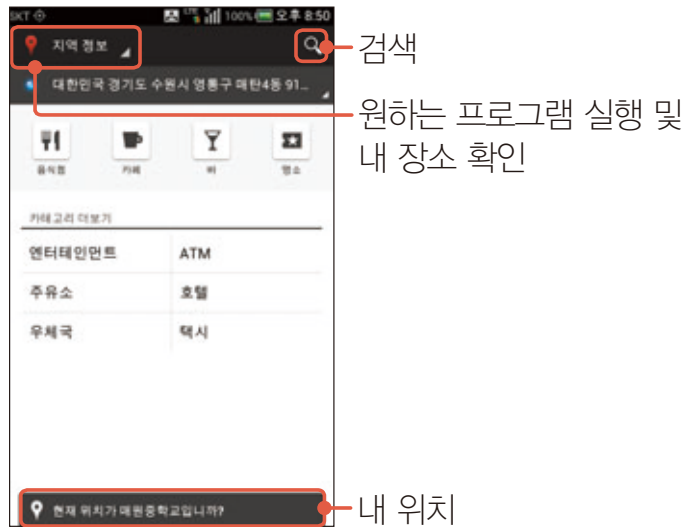 SKT LTE 100% 오후 8:50
지역 정보
검색
대한민국 경기도 수원시 영통구 매탄4동 91...
원하는 프로그램 실행 및
내 장소 확인
음식점 카페 바 명소
카테고리 더보기
엔터테인먼트 ATM
주유소 호텔
우체국 택시
현재 위치가 매원중학교입니까?
내 위치